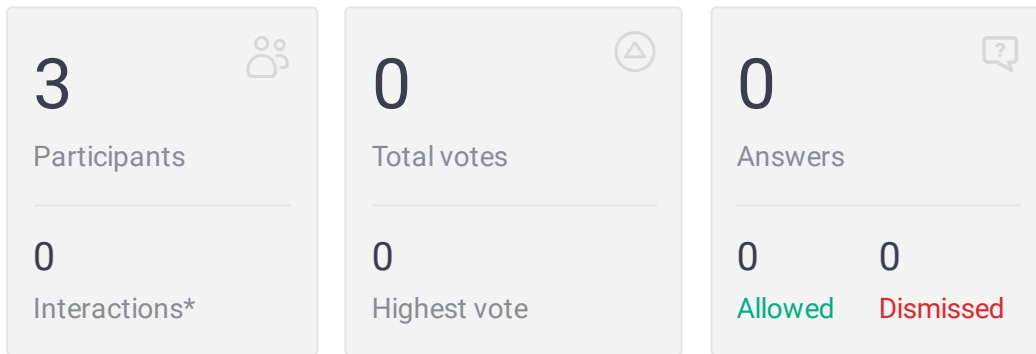 3
Participants
0
Interactions*
0
Total votes
0
Highest vote
?
0
Answers
0 0
Allowed Dismissed